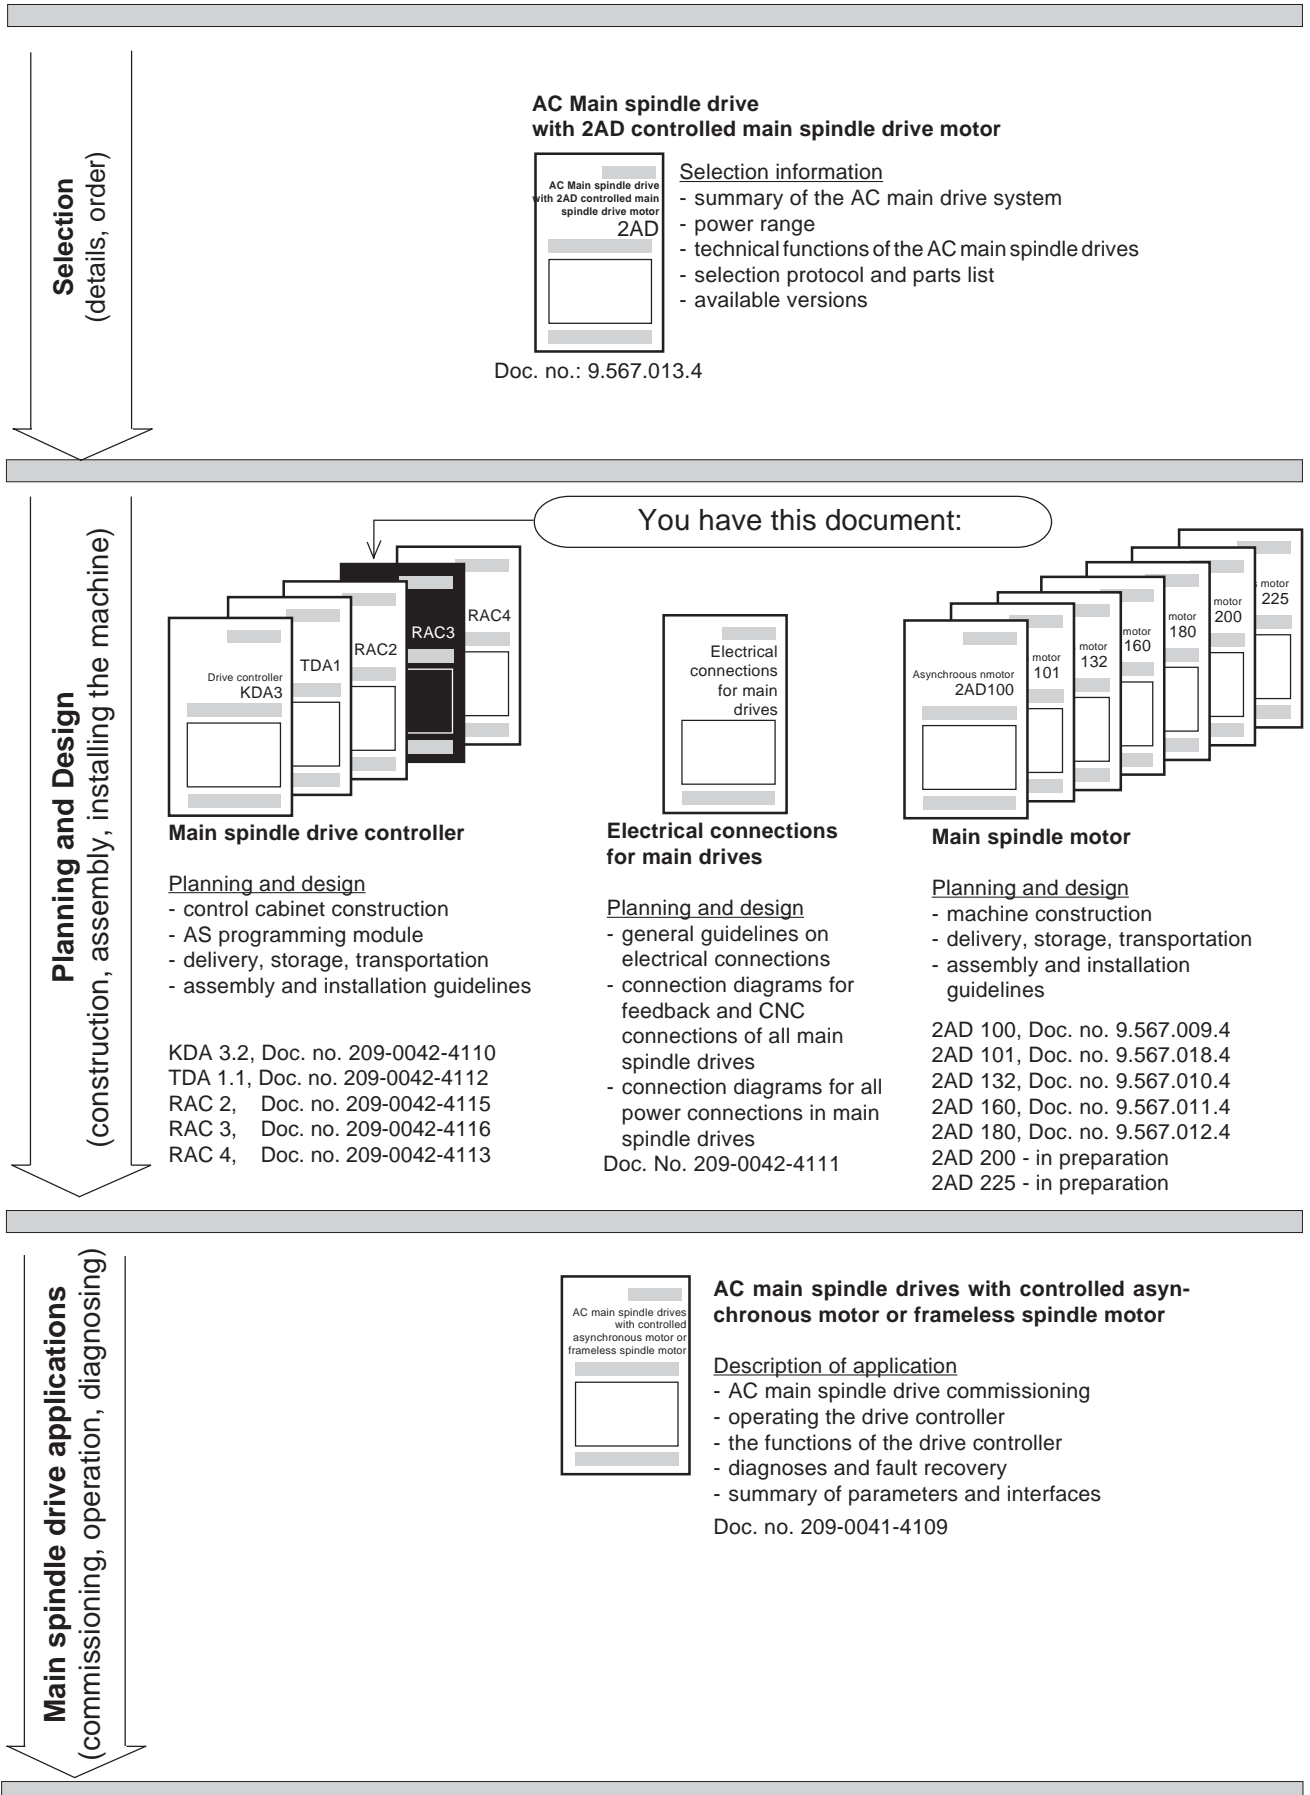 Selection
(details, order)
AC Main spindle drive
with 2AD controlled main spindle drive motor
AC Main spindle drive
with 2AD controlled main
spindle drive motor
2AD
Selection information
- summary of the AC main drive system
- power range
- technical functions of the AC main spindle drives
- selection protocol and parts list
- available versions
Doc. no.: 9.567.013.4
Planning and Design
(construction, assembly, installing the machine)
You have this document:
Drive controller
KDA3
TDA1
RAC2
RAC3
RAC4
Main spindle drive controller
Planning and design
- control cabinet construction
- AS programming module
- delivery, storage, transportation
- assembly and installation guidelines
KDA 3.2, Doc. no. 209-0042-4110
TDA 1.1, Doc. no. 209-0042-4112
RAC 2, Doc. no. 209-0042-4115
RAC 3, Doc. no. 209-0042-4116
RAC 4, Doc. no. 209-0042-4113
Electrical
connections
for main
drives
Electrical connections
for main drives
Planning and design
- general guidelines on
electrical connections
- connection diagrams for
feedback and CNC
connections of all main
spindle drives
- connection diagrams for all
power connections in main
spindle drives
Doc. No. 209-0042-4111
Asynchroous nmotor
2AD100
motor
101
motor
132
motor
160
motor
180
motor
200
motor
225
Main spindle motor
Planning and design
- machine construction
- delivery, storage, transportation
- assembly and installation
guidelines
2AD 100, Doc. no. 9.567.009.4
2AD 101, Doc. no. 9.567.018.4
2AD 132, Doc. no. 9.567.010.4
2AD 160, Doc. no. 9.567.011.4
2AD 180, Doc. no. 9.567.012.4
2AD 200 - in preparation
2AD 225 - in preparation
Main spindle drive applications
(commissioning, operation, diagnosing)
AC main spindle drives
with controlled
asynchronous motor or
frameless spindle motor
AC main spindle drives with controlled asyn-
chronous motor or frameless spindle motor
Description of application
- AC main spindle drive commissioning
- operating the drive controller
- the functions of the drive controller
- diagnoses and fault recovery
- summary of parameters and interfaces
Doc. no. 209-0041-4109